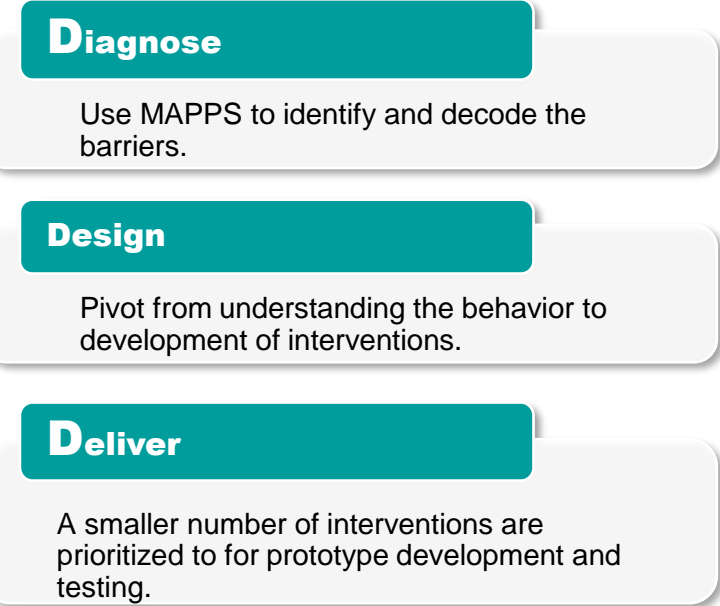 Diagnose
Use MAPPS to identify and decode the
barriers.
Design
Pivot from understanding the behavior to
development of interventions.
Deliver
A smaller number of interventions are
prioritized to for prototype development and
testing.